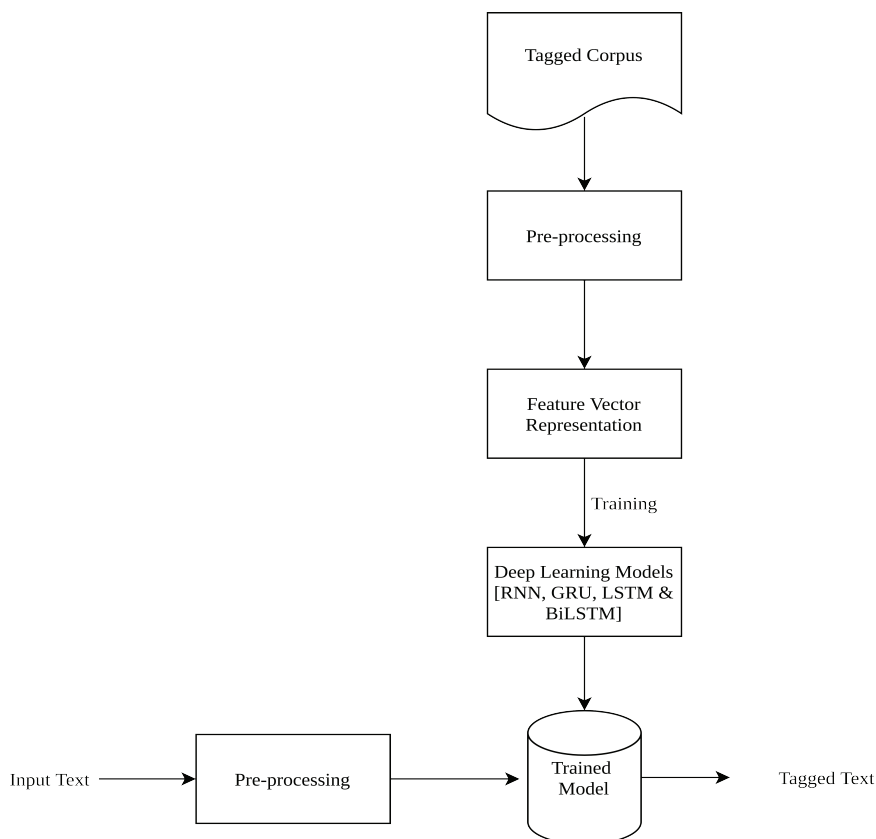 Tagged Corpus
Pre-processing
Feature Vector
Representation
Training
Deep Learning Models
[RNN, GRU, LSTM &
BiLSTM]
Input Text
Pre-processing
Trained
Model
Tagged Text